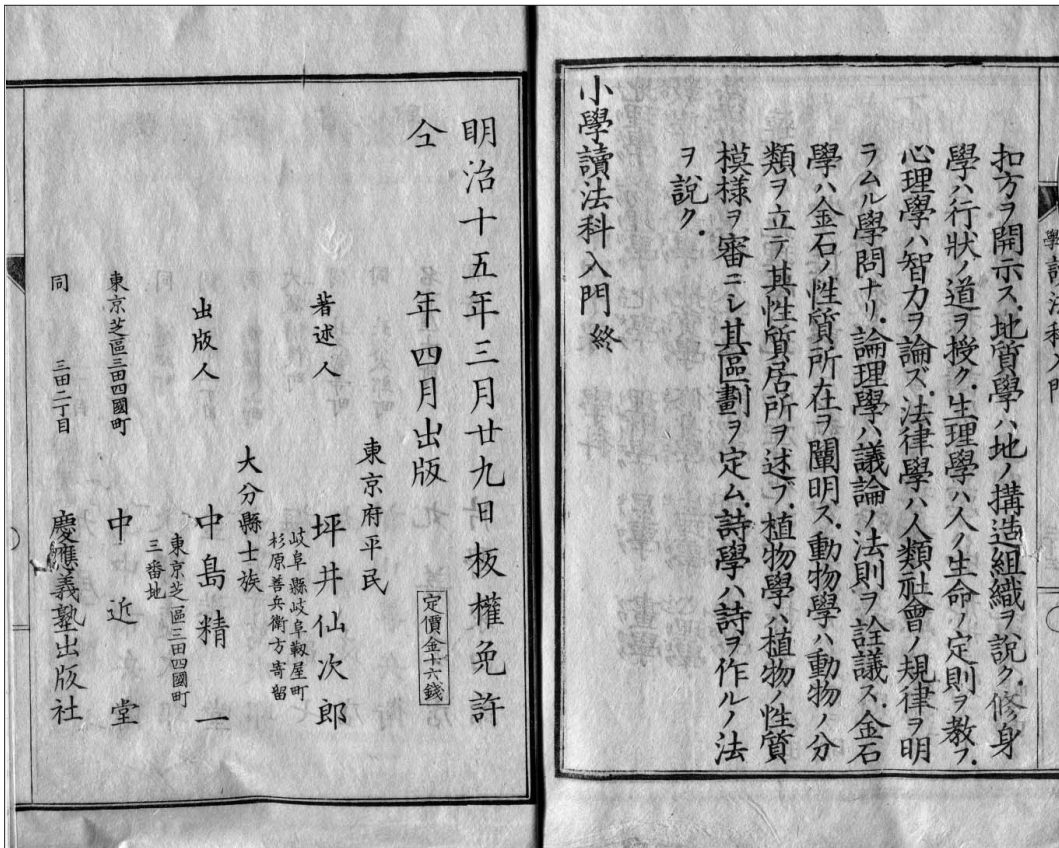 扣方ヲ開示ス．地質學ハ地ノ搆造組織ヲ說ク．修身
學ハ行狀ノ道ヲ授ク．生理學ハ人ノ生命ノ定則ヲ教フ．
心理學ハ智力ヲ論ズ．法律學ハ人類社會ノ規律ヲ明
ラムル學問ナリ．論理學ハ議論ノ法則ヲ詮議ス．金石
學ハ金石ノ性質所在ヲ闡明ス．動物學ハ動物ノ分
類ヲ立テ其性質居所ヲ述ブ．植物學ハ植物ノ性質
模様ヲ審ニシ其區劃ヲ定ム．詩學ハ詩ヲ作ルノ法
ヲ說ク．
小學讀法科入門 終
明治十五年三月廿九日板權免許
仝 年四月出版
定價金十六錢
東京府平民
著述人 坪井仙次郎
岐阜縣岐阜靱屋町
杉原善兵衛方寄留
大分縣士族
出版人 中島精一
東京芝區三田四國町
三番地
東京芝區三田四國町 中近堂
同 三田二丁目 慶應義塾出版社